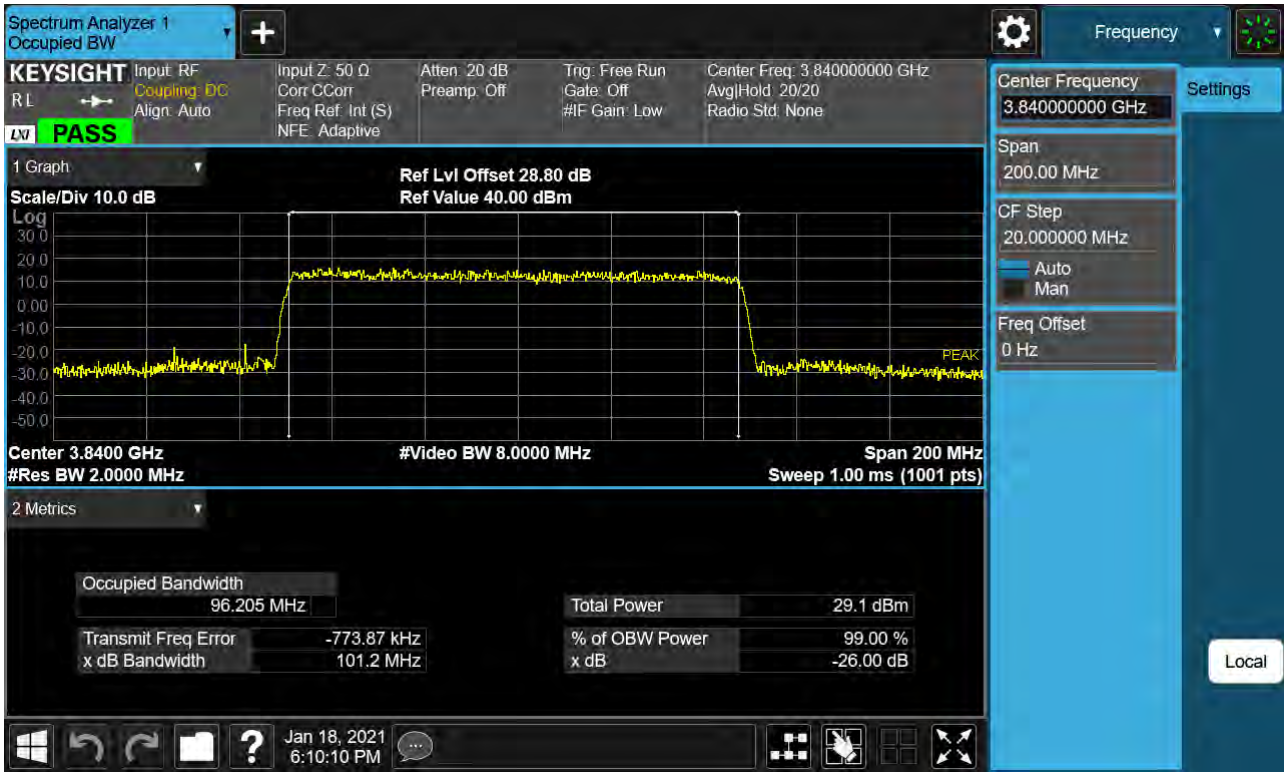 Spectrum Analyzer 1
Occupied BW
Frequency
KEYSIGHT
R L
LXI
PASS
Input: RF
Coupling: DC
Align: Auto
Input Z: 50 Ω
Corr CCorr
Freq Ref: Int (S)
NFE: Adaptive
Atten: 20 dB
Preamp: Off
Trig: Free Run
Gate: Off
#IF Gain: Low
Center Freq: 3.840000000 GHz
Avg|Hold: 20/20
Radio Std: None
Center Frequency
3.840000000 GHz
Settings
Span
200.00 MHz
CF Step
20.000000 MHz
Auto
Man
Freq Offset
0 Hz
Local
1 Graph
Scale/Div 10.0 dB
Ref Lvl Offset 28.80 dB
Ref Value 40.00 dBm
Log
30.0
20.0
10.0
0.00
-10.0
-20.0
-30.0
-40.0
-50.0
PEAK
Center 3.8400 GHz
#Video BW 8.0000 MHz
Span 200 MHz
#Res BW 2.0000 MHz
Sweep 1.00 ms (1001 pts)
2 Metrics
Occupied Bandwidth
96.205 MHz
Total Power 29.1 dBm
Transmit Freq Error -773.87 kHz
% of OBW Power 99.00 %
x dB Bandwidth 101.2 MHz
x dB -26.00 dB
?
Jan 18, 2021
6:10:10 PM